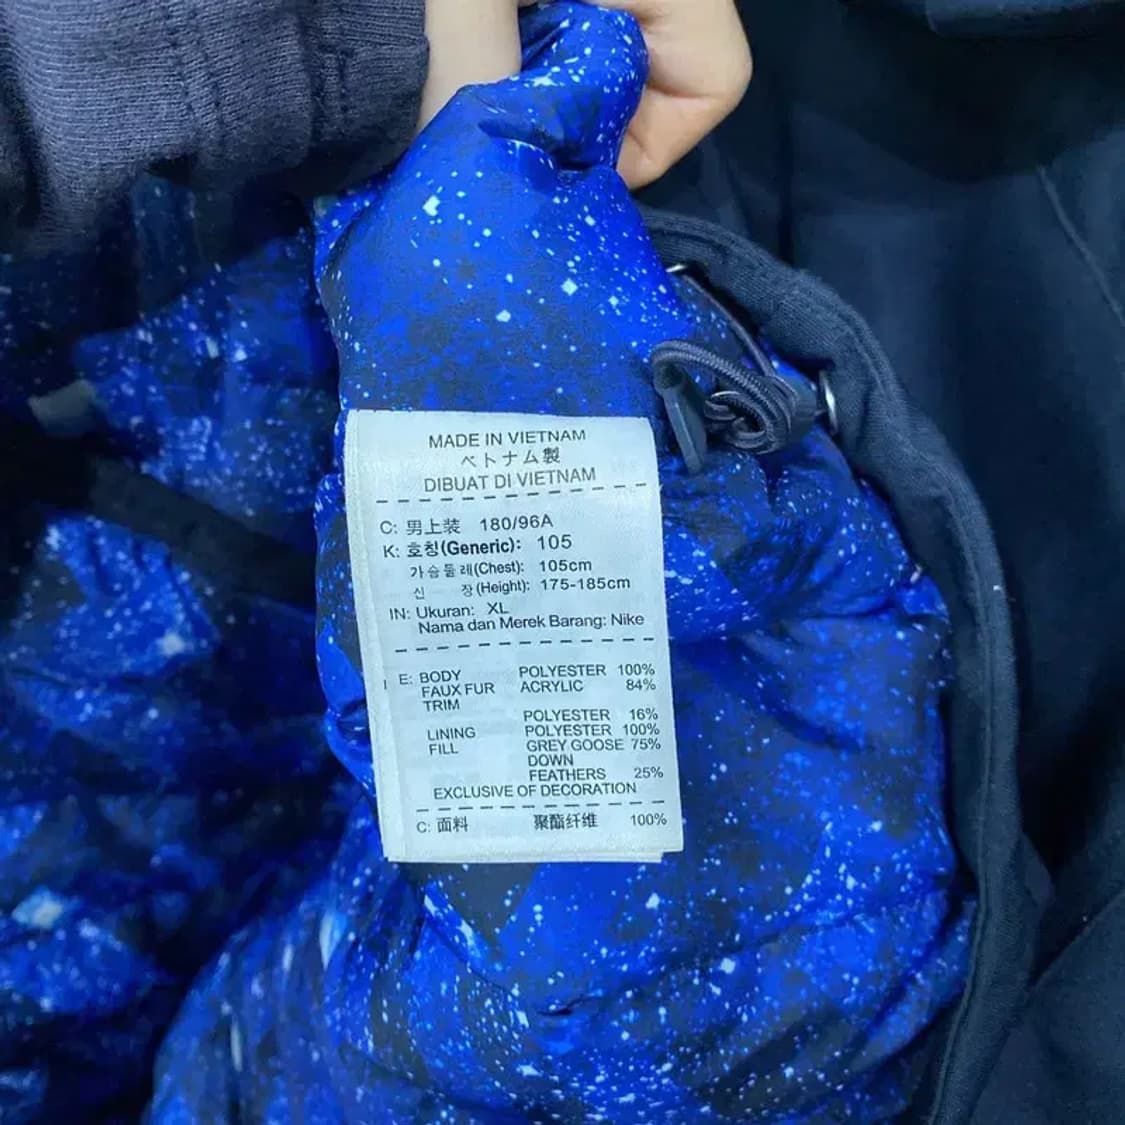 MADE IN VIETNAM
ベトナム製
DIBUAT DI VIETNAM
C: 男上装 180/96A
K: 호칭(Generic): 105
가슴둘레(Chest): 105cm
신 장(Height): 175-185cm
IN: Ukuran: XL
Nama dan Merek Barang: Nike
E: BODY POLYESTER 100%
FAUX FUR ACRYLIC 84%
TRIM
POLYESTER 16%
LINING POLYESTER 100%
FILL GREY GOOSE 75%
DOWN
FEATHERS 25%
EXCLUSIVE OF DECORATION
C: 面料 聚酯纤维 100%